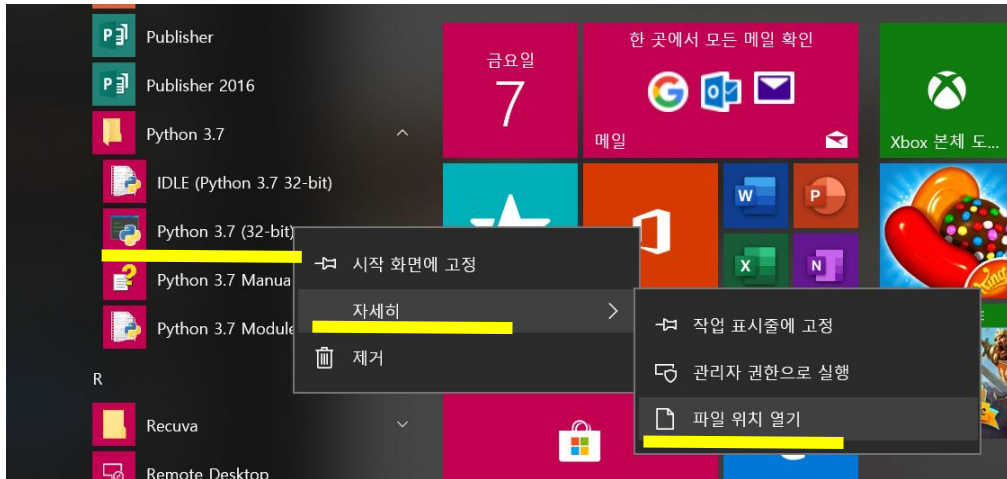 Publisher
Publisher 2016
Python 3.7
IDLE (Python 3.7 32-bit)
Python 3.7 (32-bit)
Python 3.7 Manua
Python 3.7 Module
R
Recuva
Remote Desktop
금요일
7
한 곳에서 모든 메일 확인
메일
Xbox 본체 도...
시작 화면에 고정
자세히
제거
작업 표시줄에 고정
관리자 권한으로 실행
파일 위치 열기